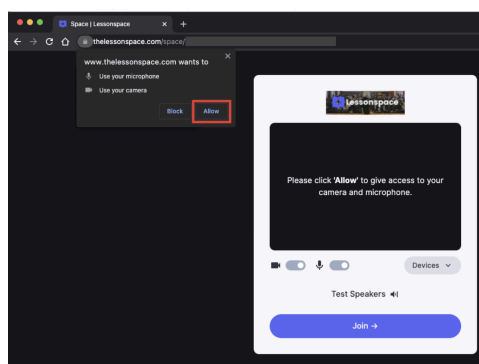 Space | Lessonspace
thelessonspace.com/space/
www.thelessonspace.com wants to
Use your microphone
Use your camera
Block
Allow
Lessonspace
Please click 'Allow' to give access to your
camera and microphone.
Devices
Test Speakers
Join →